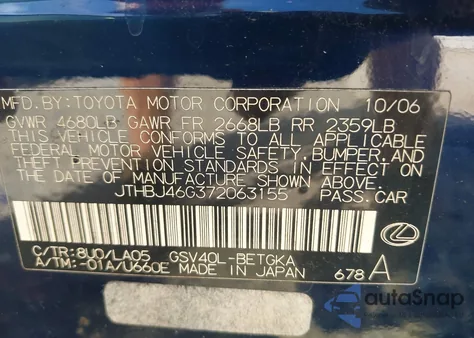 MFD.BY:TOYOTA MOTOR CORPORATION 10/06
GVWR 4680LB GAWR FR 2668LB RR 2359LB
THIS VEHICLE CONFORMS TO ALL APPLICABLE
FEDERAL MOTOR VEHICLE SAFETY, BUMPER, AND
THEFT PREVENTION STANDARDS IN EFFECT ON
THE DATE OF MANUFACTURE SHOWN ABOVE.
JTHBJ46G372063155 PASS.CAR
C/TR:8U0/LA05 GSV40L-BETGKA
A/TM:-01A/U660E MADE IN JAPAN 678 A
autoSnap